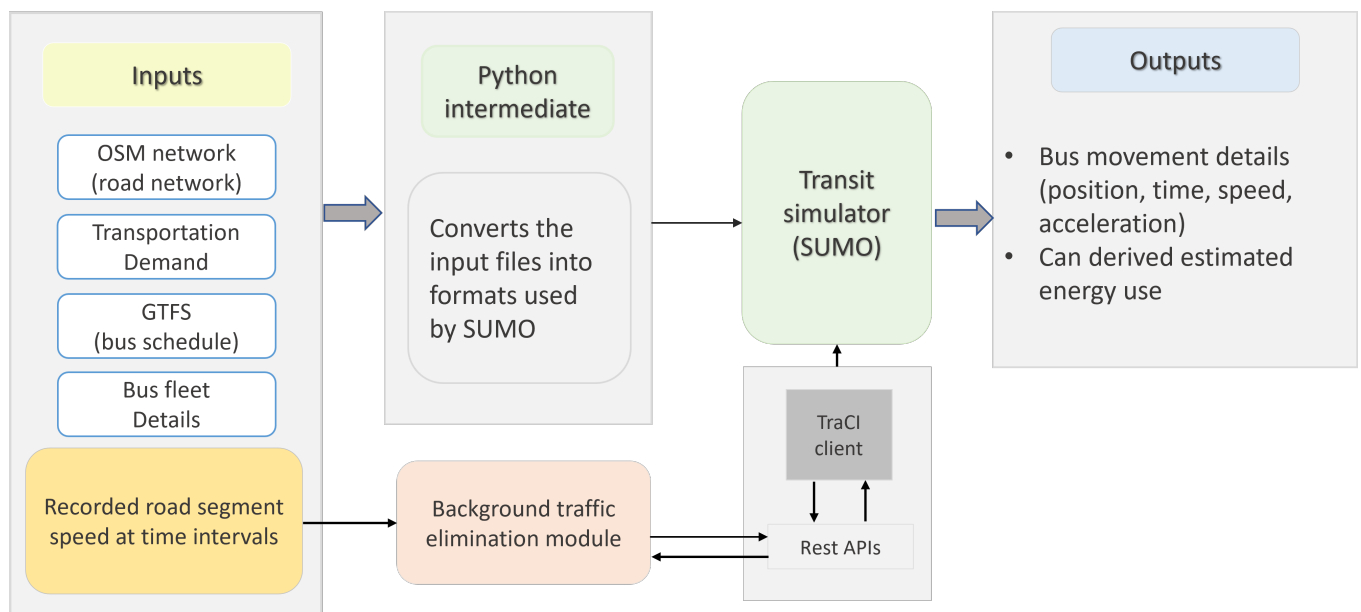 Inputs
OSM network
(road network)
Transportation
Demand
GTFS
(bus schedule)
Bus fleet
Details
Recorded road segment
speed at time intervals
Python
intermediate
Converts the
input files into
formats used
by SUMO
Background traffic
elimination module
Transit
simulator
(SUMO)
TraCI
client
Rest APIs
Outputs
• Bus movement details
(position, time, speed,
acceleration)
• Can derived estimated
energy use